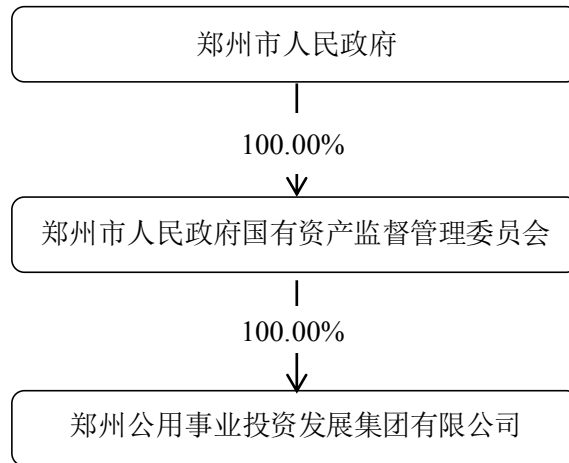 郑州市人民政府
100.00%
郑州市人民政府国有资产监督管理委员会
100.00%
郑州公用事业投资发展集团有限公司